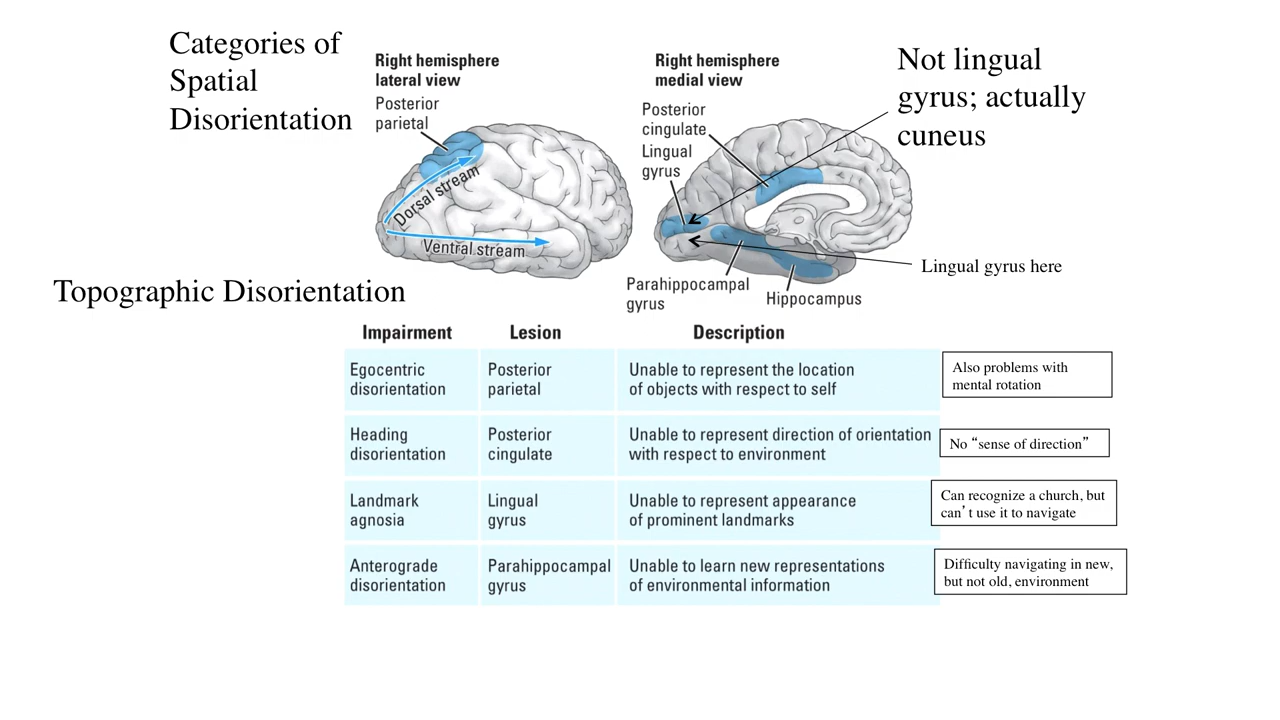 Categories of
Spatial
Disorientation
Right hemisphere
lateral view
Posterior
parietal
Dorsal stream
Ventral stream
Right hemisphere
medial view
Posterior
cingulate
Lingual
gyrus
Parahippocampal
gyrus
Hippocampus
Not lingual
gyrus; actually
cuneus
Lingual gyrus here
Topographic Disorientation
Impairment Lesion Description
Egocentric
disorientation
Posterior
parietal
Unable to represent the location
of objects with respect to self
Also problems with
mental rotation
Heading
disorientation
Posterior
cingulate
Unable to represent direction of orientation
with respect to environment
No “sense of direction”
Landmark
agnosia
Lingual
gyrus
Unable to represent appearance
of prominent landmarks
Can recognize a church, but
can’t use it to navigate
Anterograde
disorientation
Parahippocampal
gyrus
Unable to learn new representations
of environmental information
Difficulty navigating in new,
but not old, environment